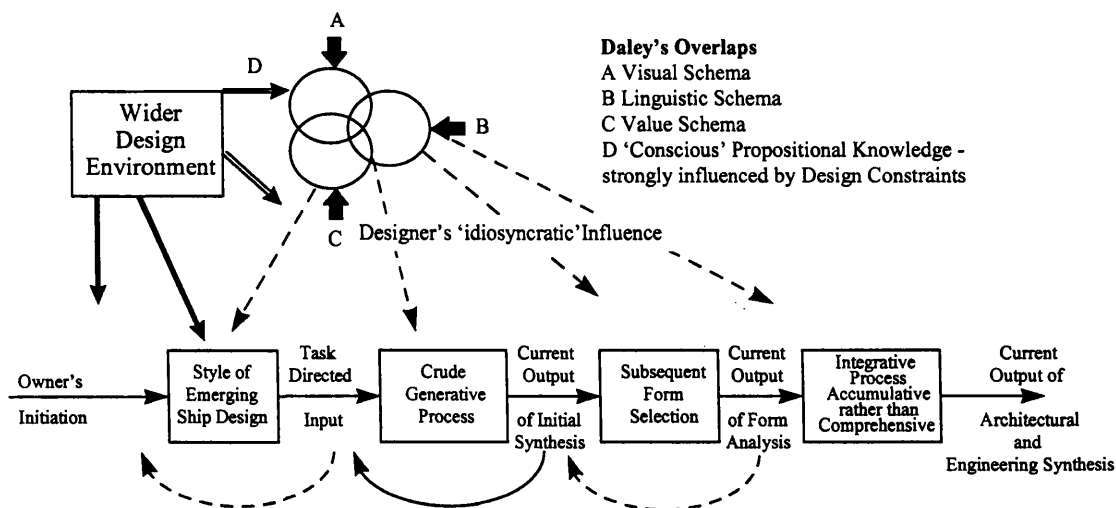 A
D
B
C
Wider
Design
Environment
Daley's Overlaps
A Visual Schema
B Linguistic Schema
C Value Schema
D 'Conscious' Propositional Knowledge -
strongly influenced by Design Constraints
Designer's 'idiosyncratic'Influence
Owner's
Initiation
Style of
Emerging
Ship Design
Task
Directed
Input
Crude
Generative
Process
Current
Output
of Initial
Synthesis
Subsequent
Form
Selection
Current
Output
of Form
Analysis
Integrative
Process
Accumulative
rather than
Comprehensive
Current
Output of
Architectural
and
Engineering Synthesis